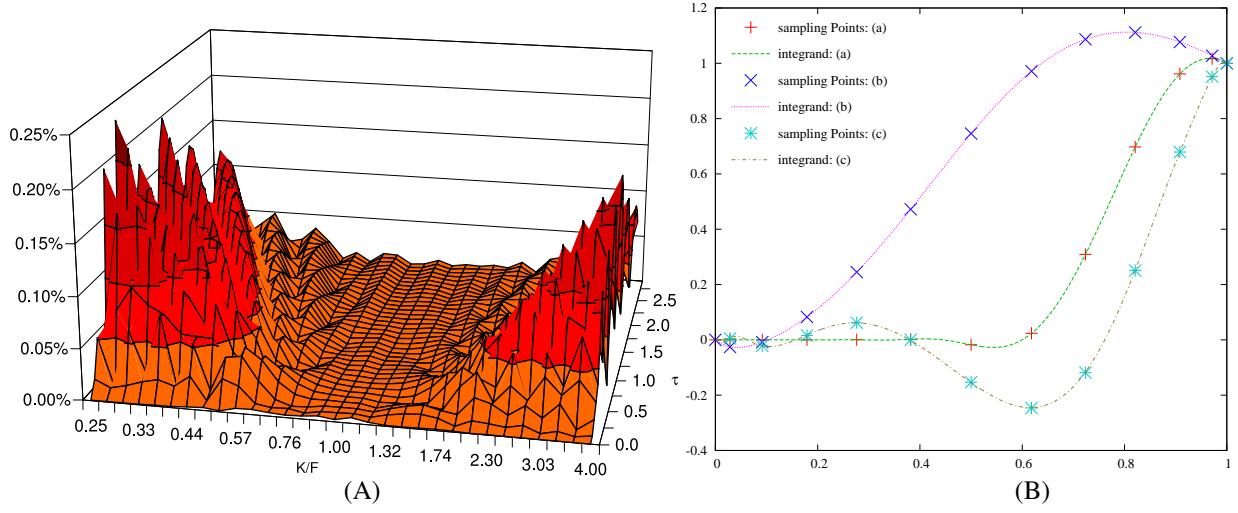 0.25%
0.20%
0.15%
0.10%
0.05%
0.00%
0.25 0.33 0.44 0.57 0.76 1.00 1.32 1.74 2.30 3.03 4.00
K/F
2.5
2.0
1.5
1.0
0.5
0.0
τ
(A)
1.2
1
0.8
0.6
0.4
0.2
0
-0.2
-0.4
sampling Points: (a)
integrand: (a)
sampling Points: (b)
integrand: (b)
sampling Points: (c)
integrand: (c)
0 0.2 0.4 0.6 0.8 1
(B)